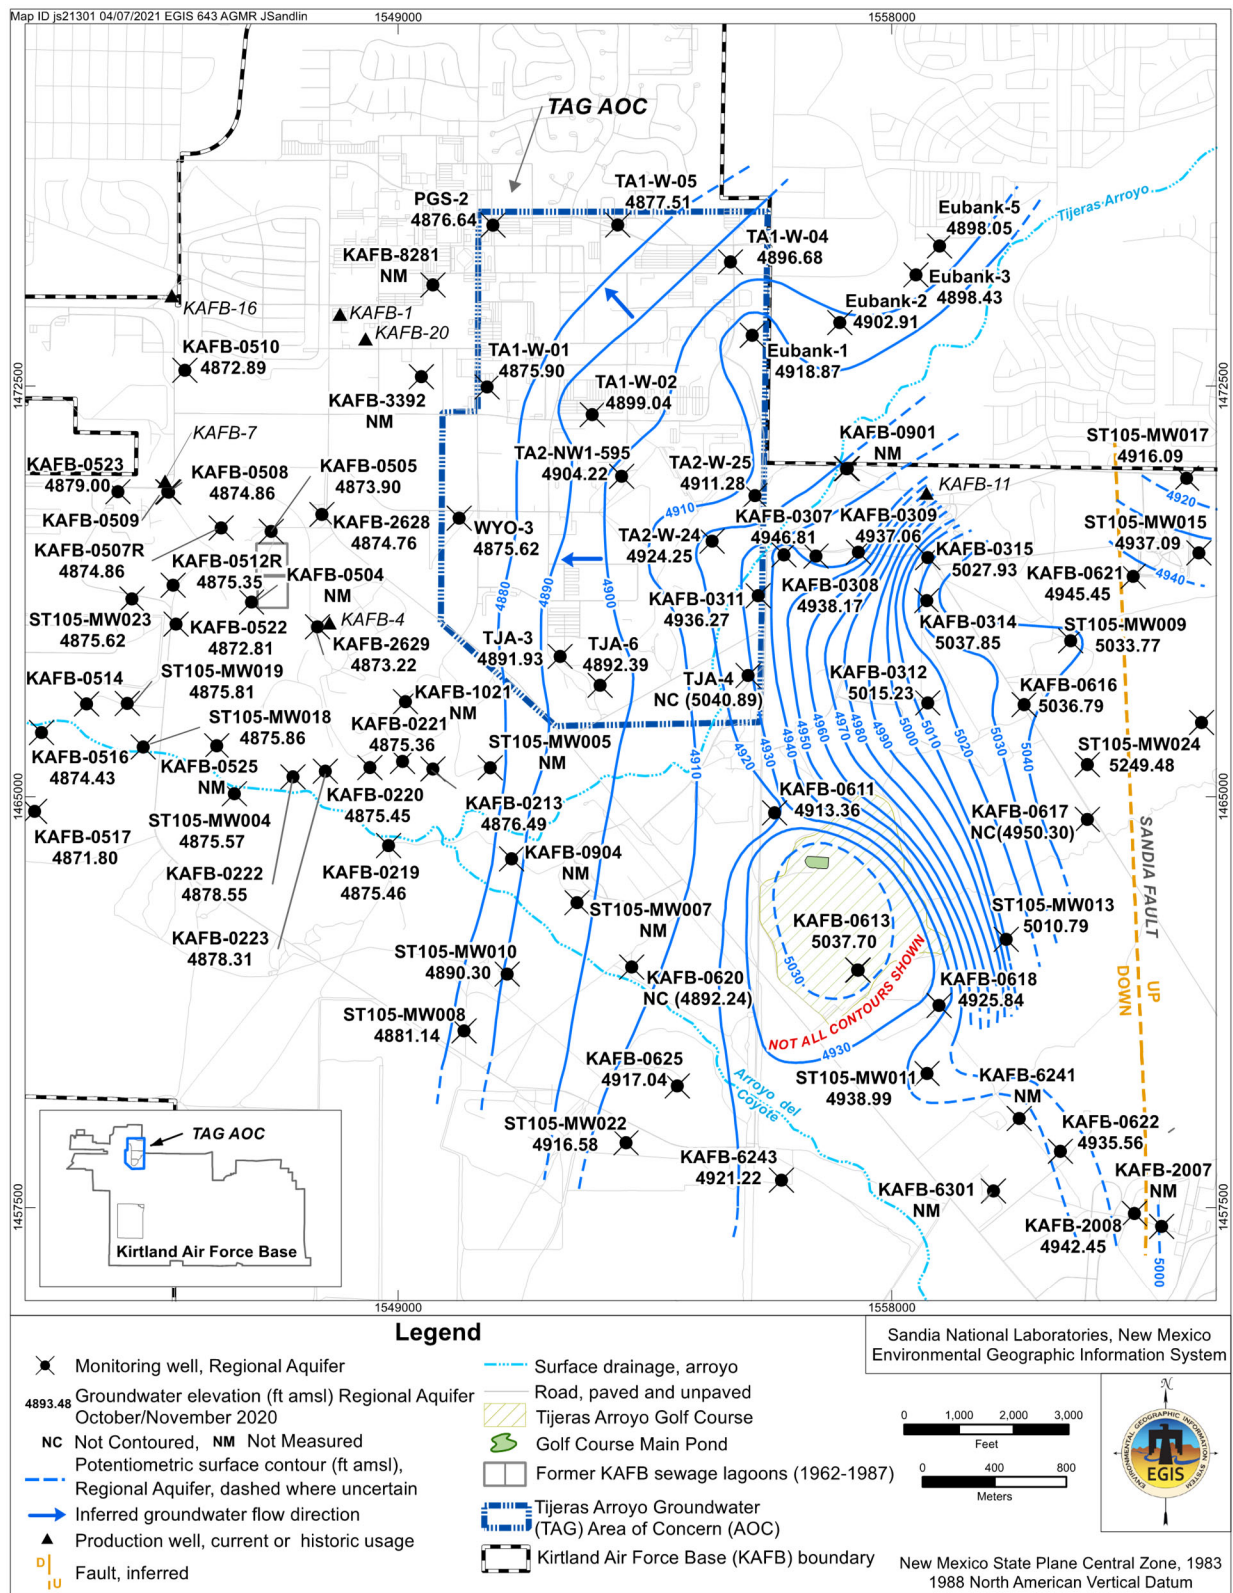 Map ID js21301 04/07/2021 EGIS 643 AGMR JSandlin
1549000
1558000
TAG AOC
TA1-W-05
4877.51
PGS-2
4876.64
Eubank-5
4898.05
Tijeras Arroyo
TA1-W-04
4896.68
KAFB-8281
NM
Eubank-3
4898.43
KAFB-16
KAFB-1
KAFB-20
Eubank-2
4902.91
KAFB-0510
4872.89
TA1-W-01
4875.90
Eubank-1
4918.87
1472500
1472500
TA1-W-02
4899.04
KAFB-3392
NM
KAFB-7
KAFB-0901
NM
ST105-MW017
4916.09
KAFB-0523
4879.00
KAFB-0508
4874.86
KAFB-0505
4873.90
TA2-NW1-595
4904.22
TA2-W-25
4911.28
KAFB-11
4920
4910
KAFB-0509
KAFB-2628
4874.76
WYO-3
4875.62
TA2-W-24
4924.25
KAFB-0307
4946.81
KAFB-0309
4937.06
ST105-MW015
4937.09
KAFB-0507R
4874.86
KAFB-0512R
4875.35
KAFB-0315
5027.93
4940
KAFB-0504
NM
4880
4890
4900
KAFB-0308
4938.17
KAFB-0621
4945.45
KAFB-0311
4936.27
ST105-MW023
4875.62
KAFB-0522
4872.81
KAFB-4
KAFB-0314
5037.85
ST105-MW009
5033.77
KAFB-2629
4873.22
TJA-3
4891.93
TJA-6
4892.39
ST105-MW019
4875.81
KAFB-0514
TJA-4
NC (5040.89)
KAFB-0312
5015.23
KAFB-0616
5036.79
KAFB-1021
NM
ST105-MW018
4875.86
KAFB-0221
4875.36
ST105-MW005
NM
4910
4920
4930
4940
4950
4960
4970
4980
4990
5000
5010
5020
5030
5040
ST105-MW024
5249.48
KAFB-0516
4874.43
KAFB-0525
NM
KAFB-0220
4875.45
KAFB-0213
4876.49
KAFB-0611
4913.36
1465000
1465000
KAFB-0517
4871.80
ST105-MW004
4875.57
KAFB-0617
NC(4950.30)
SANDIA FAULT
KAFB-0222
4878.55
KAFB-0219
4875.46
KAFB-0904
NM
KAFB-0223
4878.31
ST105-MW007
NM
KAFB-0613
5037.70
ST105-MW013
5010.79
ST105-MW010
4890.30
KAFB-0620
NC (4892.24)
5030
NOT ALL CONTOURS SHOWN
KAFB-0618
4925.84
DOWN
UP
ST105-MW008
4881.14
4930
KAFB-0625
4917.04
Arroyo del
Coyote
ST105-MW011
4938.99
KAFB-6241
NM
ST105-MW022
4916.58
KAFB-0622
4935.56
KAFB-6243
4921.22
KAFB-2007
NM
KAFB-6301
NM
1457500
1457500
KAFB-2008
4942.45
5000
TAG AOC
Kirtland Air Force Base
1549000
1558000
Legend
Monitoring well, Regional Aquifer
4893.48 Groundwater elevation (ft amsl) Regional Aquifer
October/November 2020
NC Not Contoured, NM Not Measured
Potentiometric surface contour (ft amsl),
Regional Aquifer, dashed where uncertain
Inferred groundwater flow direction
Production well, current or historic usage
D
U
Fault, inferred
Surface drainage, arroyo
Road, paved and unpaved
Tijeras Arroyo Golf Course
Golf Course Main Pond
Former KAFB sewage lagoons (1962-1987)
Tijeras Arroyo Groundwater
(TAG) Area of Concern (AOC)
Kirtland Air Force Base (KAFB) boundary
Sandia National Laboratories, New Mexico
Environmental Geographic Information System
0 1,000 2,000 3,000
Feet
0 400 800
Meters
N
ENVIRONMENTAL GEOGRAPHIC INFORMATION SYSTEM
EGIS
New Mexico State Plane Central Zone, 1983
1988 North American Vertical Datum